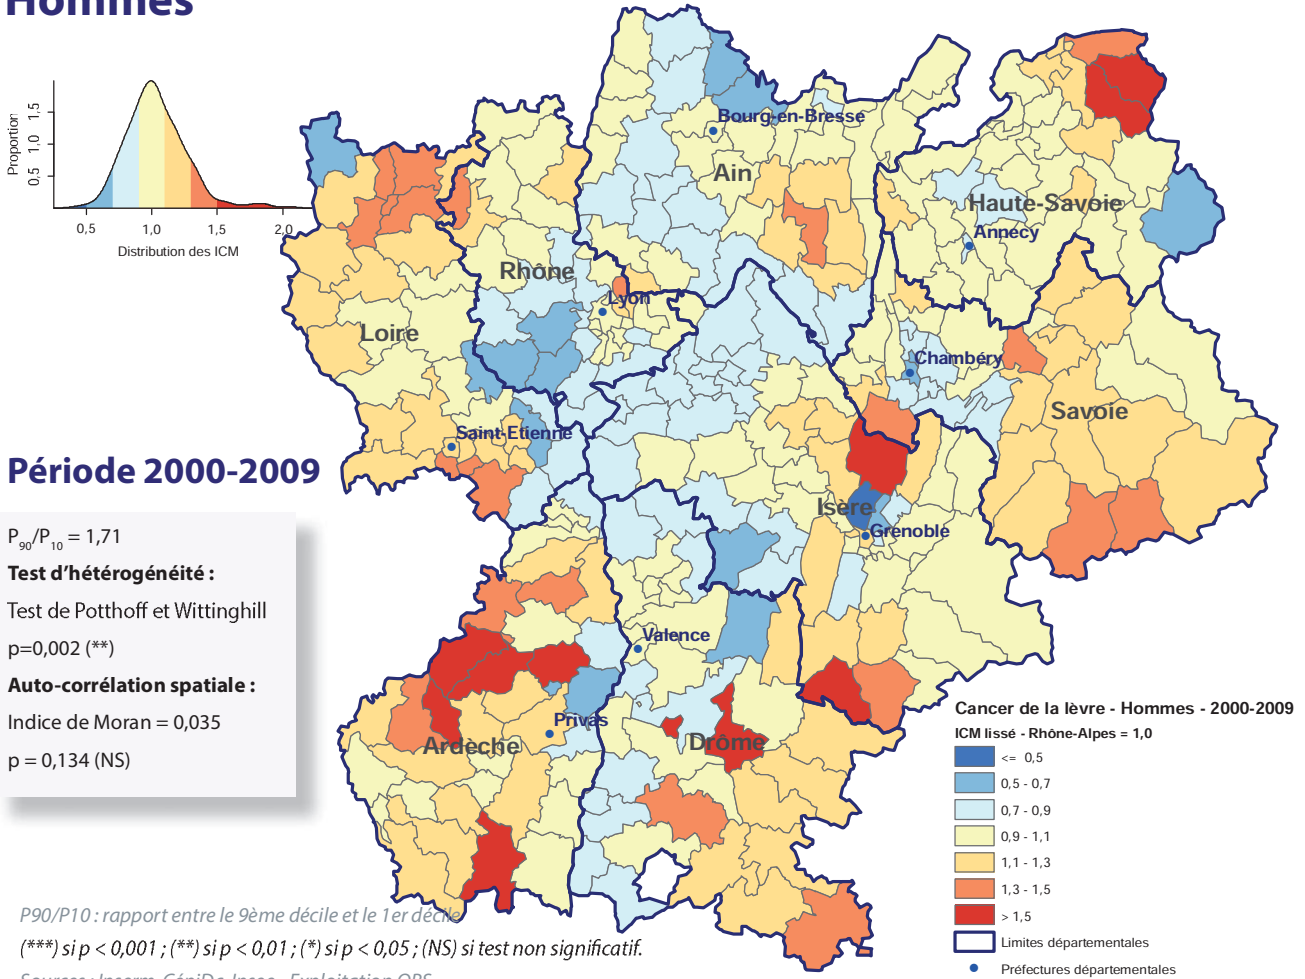 Hommes
Proportion
0,5 1,0 1,5
0,5 1,0 1,5 2,0
Distribution des ICM
Bourg-en-Bresse
Ain
Haute-Savoie
Annecy
Rhône
Lyon
Loire
Chambéry
Savoie
Saint-Etienne
Isère
Grenoble
Valence
Privas
Ardèche
Drôme
Période 2000-2009
P90/P10 = 1,71
Test d'hétérogénéité :
Test de Potthoff et Wittinghill
p=0,002 (**)
Auto-corrélation spatiale :
Indice de Moran = 0,035
p = 0,134 (NS)
Cancer de la lèvre - Hommes - 2000-2009
ICM lissé - Rhône-Alpes = 1,0
<= 0,5
0,5 - 0,7
0,7 - 0,9
0,9 - 1,1
1,1 - 1,3
1,3 - 1,5
> 1,5
Limites départementales
Préfectures départementales
P90/P10 : rapport entre le 9ème décile et le 1er décile
(***) si p < 0,001 ; (**) si p < 0,01 ; (*) si p < 0,05 ; (NS) si test non significatif.
Sources : Inserm-CépiDc, Insee - Exploitation ORS